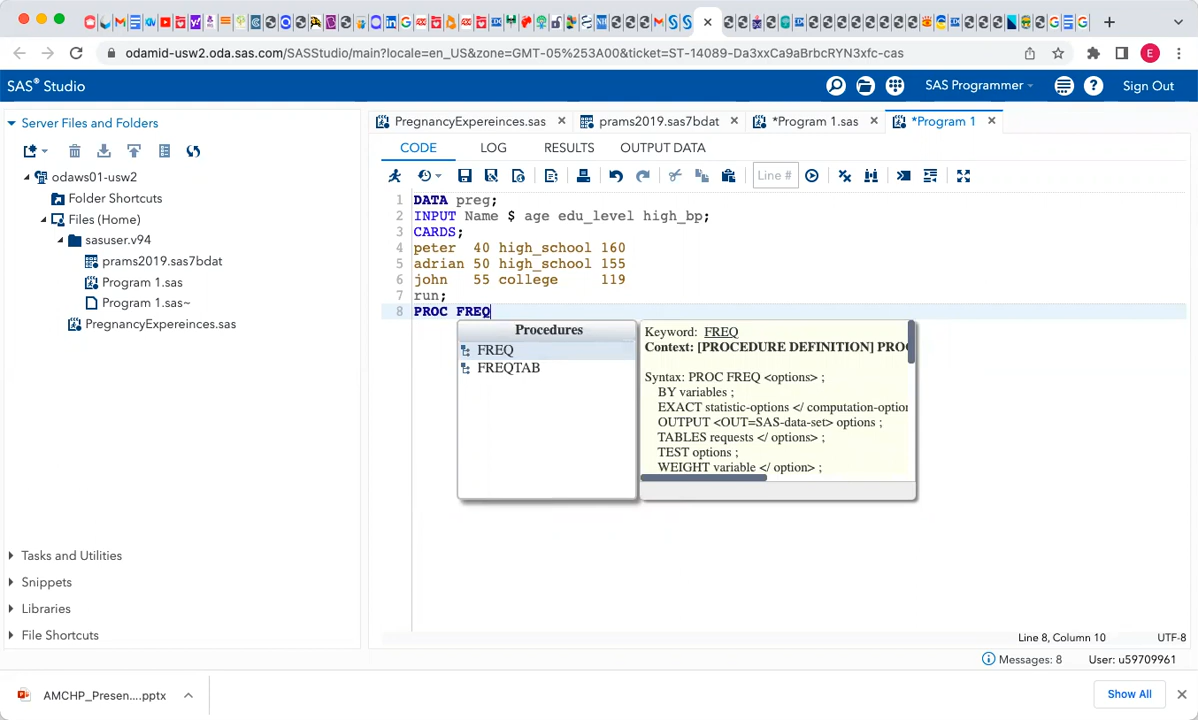 odamid-usw2.oda.sas.com/SASStudio/main?locale=en_US&zone=GMT-05%253A00&ticket=ST-14089-Da3xxCa9aBrbcRYN3xfc-cas
E
SAS® Studio
SAS Programmer
Sign Out
Server Files and Folders
odaws01-usw2
Folder Shortcuts
Files (Home)
sasuser.v94
prams2019.sas7bdat
Program 1.sas
Program 1.sas~
PregnancyExpereinces.sas
Tasks and Utilities
Snippets
Libraries
File Shortcuts
PregnancyExpereinces.sas
prams2019.sas7bdat
*Program 1.sas
*Program 1
CODE
LOG
RESULTS
OUTPUT DATA
Line #
1 DATA preg;
2 INPUT Name $ age edu_level high_bp;
3 CARDS;
4 peter 40 high_school 160
5 adrian 50 high_school 155
6 john 55 college 119
7 run;
8 PROC FREQ
Procedures
FREQ
FREQTAB
Keyword: FREQ
Context: [PROCEDURE DEFINITION] PROC
Syntax: PROC FREQ <options> ;
BY variables ;
EXACT statistic-options </ computation-option
OUTPUT <OUT=SAS-data-set> options ;
TABLES requests </ options> ;
TEST options ;
WEIGHT variable </ option> ;
Line 8, Column 10
UTF-8
Messages: 8
User: u59709961
AMCHP_Presen....pptx
Show All